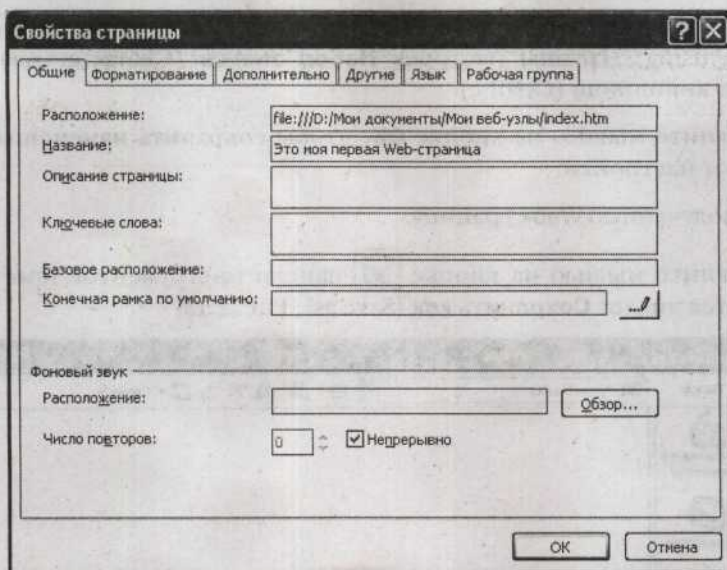 Свойства страницы
Общие Форматирование Дополнительно Другие Язык Рабочая группа
Расположение: file:///D:/Мои документы/Мои веб-узлы/index.htm
Название: Это моя первая Web-страница
Описание страницы:
Ключевые слова:
Базовое расположение:
Конечная рамка по умолчанию:
Фоновый звук
Расположение: Обзор...
Число повторов: 0 Непрерывно
ОК Отмена